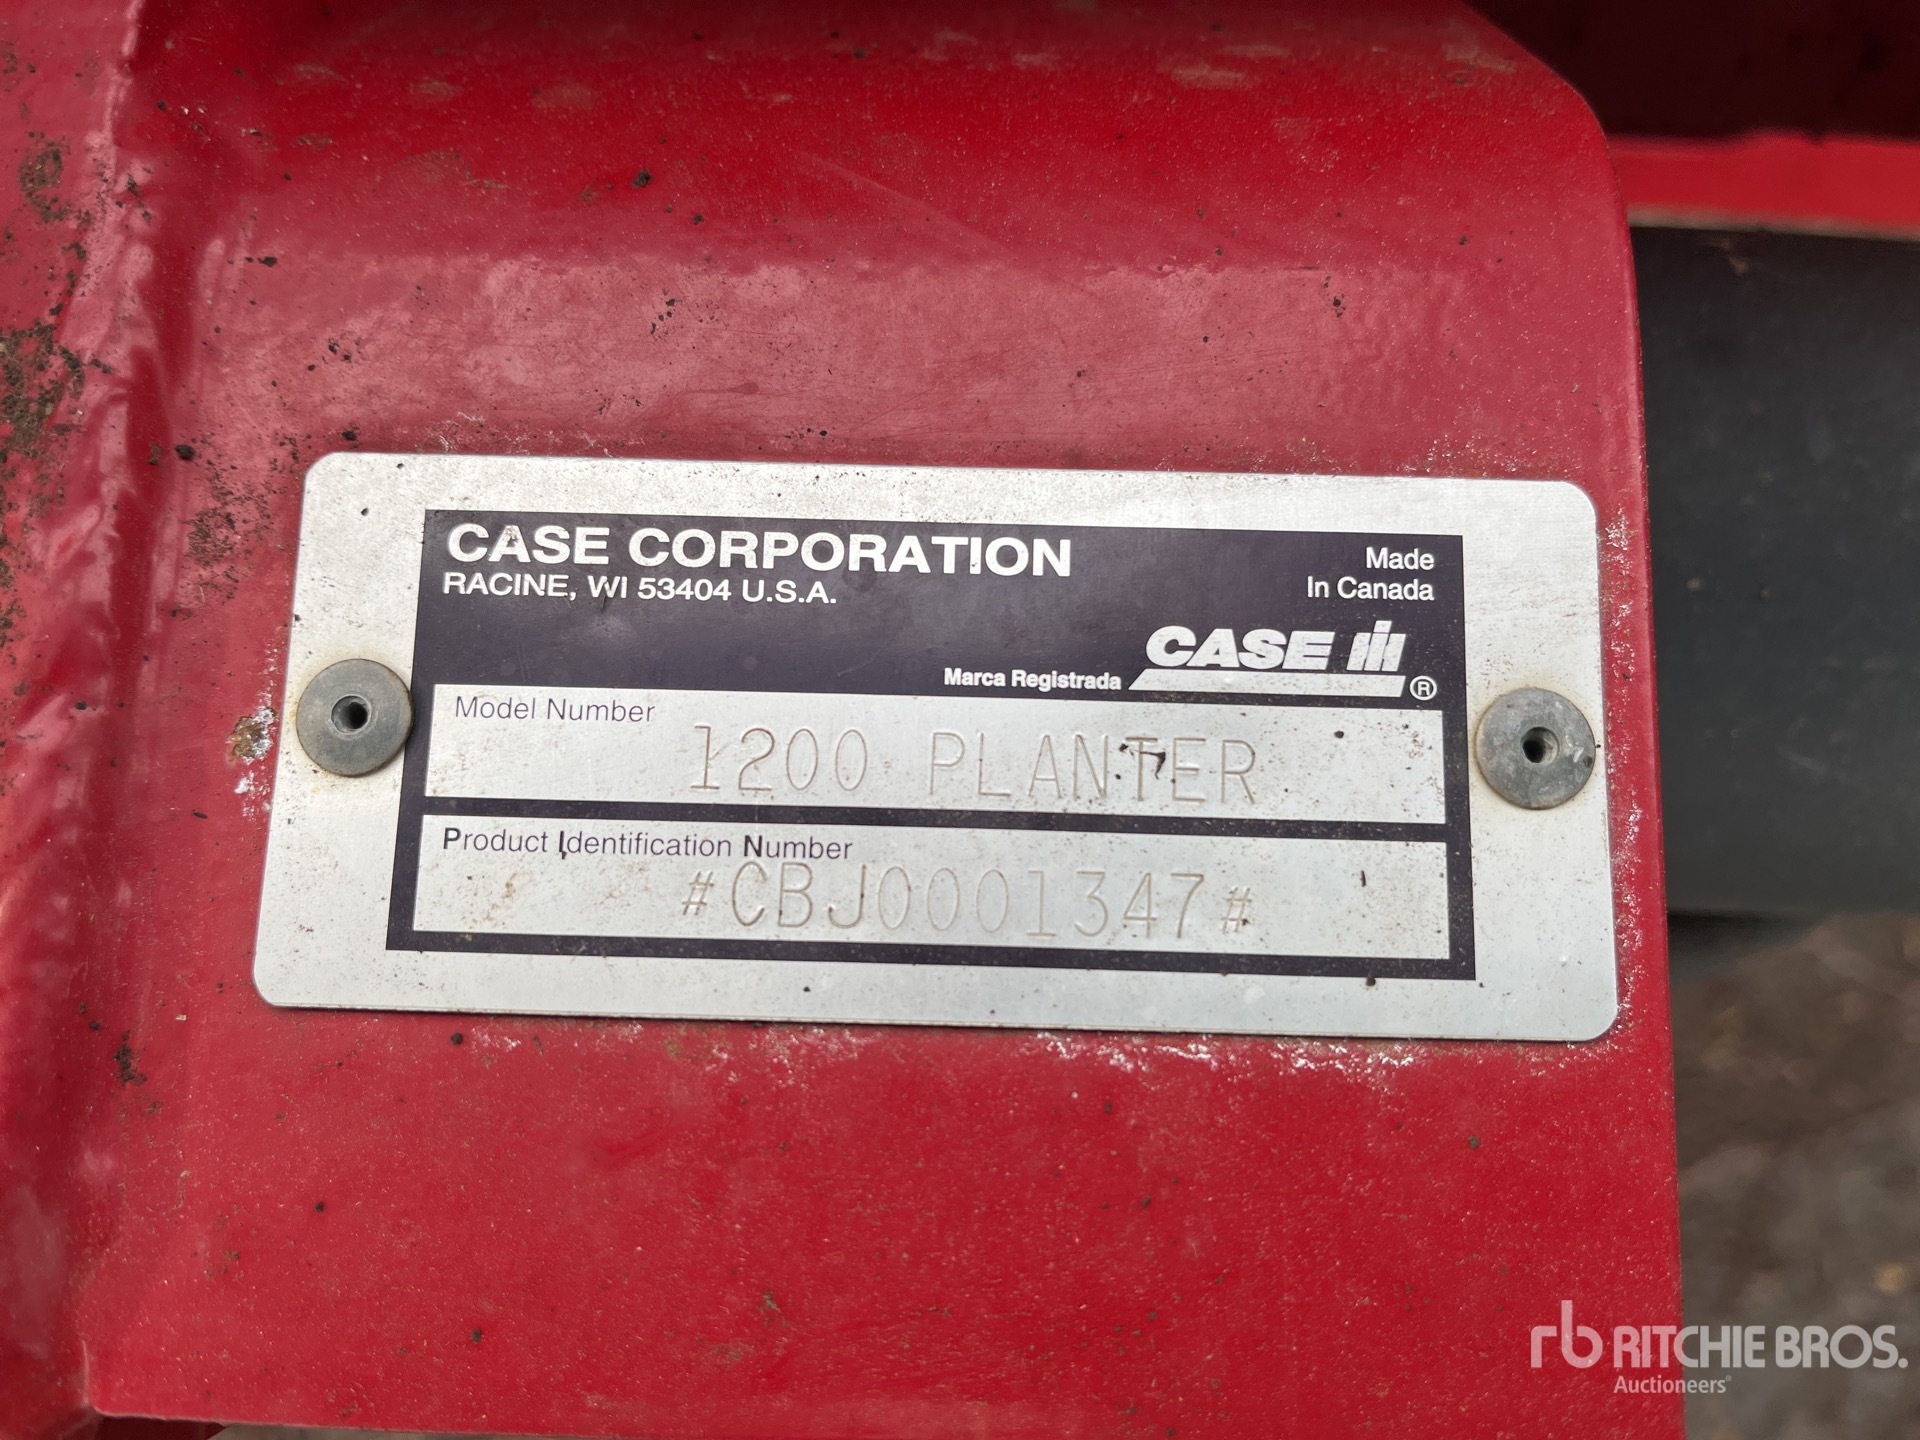 CASE CORPORATION
RACINE, WI 53404 U.S.A.
Made
In Canada
Marca Registrada CASE IH ®
Model Number
1200 PLANTER
Product Identification Number
#CBJ0001347#
rb RITCHIE BROS.
Auctioneers